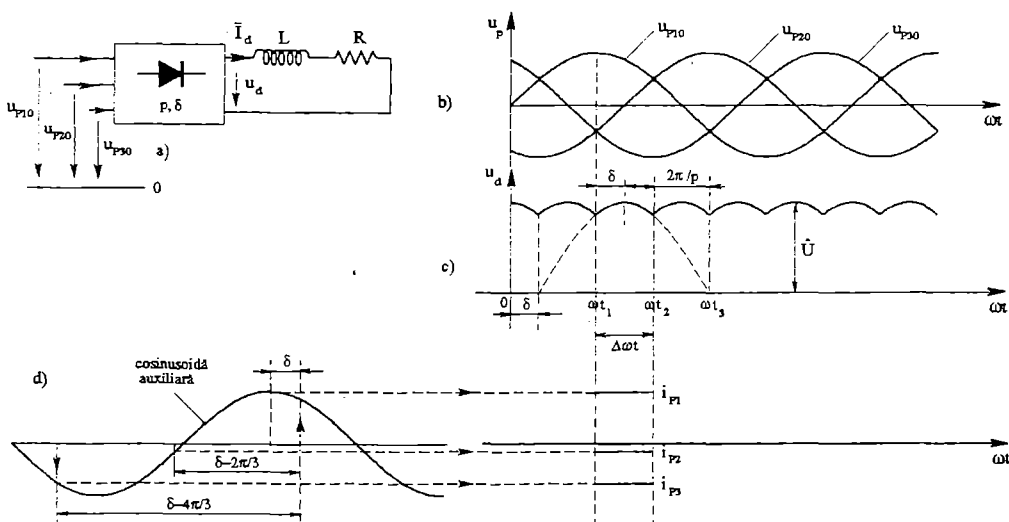 Ī_d
L
R
u_d
p, δ
u_P10
u_P20
u_P30
a)
0
u_p
u_P10
u_P20
u_P30
b)
ωt
u_d
δ
2π/p
c)
Û
0
δ
ωt_1
ωt_2
ωt_3
ωt
Δωt
d)
cosinusoidă
auxiliară
δ
i_P1
i_P2
ωt
δ–2π/3
i_P3
δ–4π/3